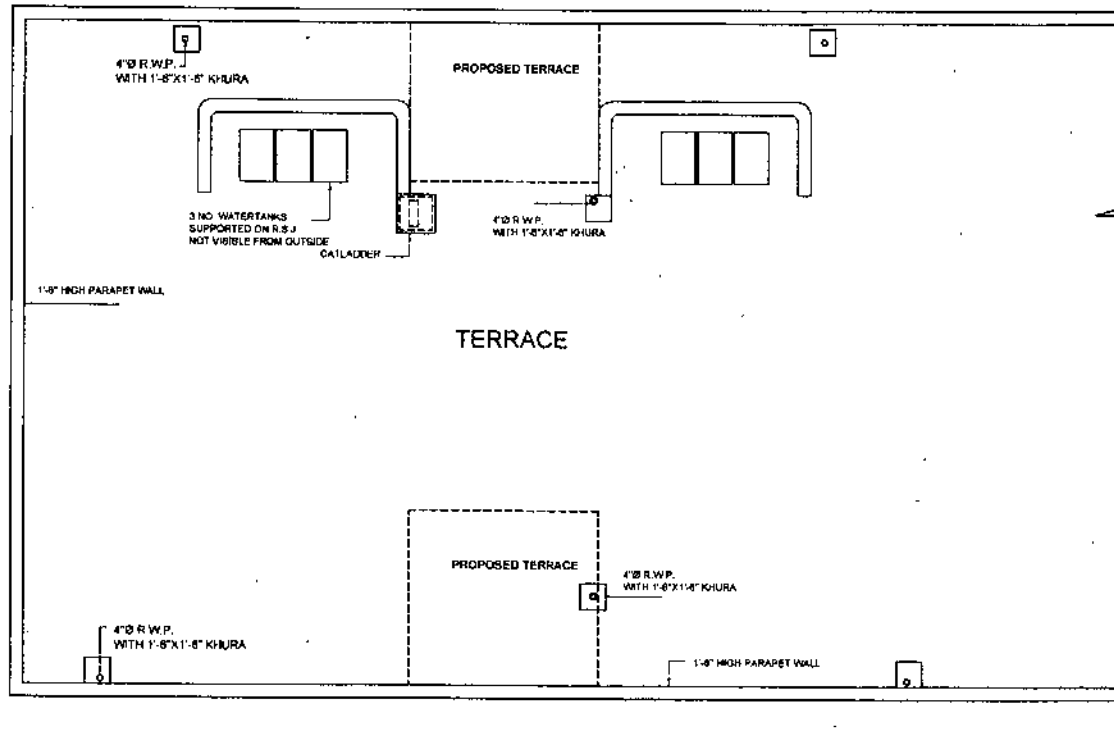 4"Ø R.W.P.
WITH 1'-6"X1'-6" KHURA
PROPOSED TERRACE
3 NO. WATERTANKS
SUPPORTED ON R.S.J
NOT VISIBLE FROM OUTSIDE
CATLADDER
4"Ø R.W.P.
WITH 1'-6"X1'-6" KHURA
1'-6" HIGH PARAPET WALL
TERRACE
PROPOSED TERRACE
4"Ø R.W.P.
WITH 1'-6"X1'-6" KHURA
4"Ø R.W.P.
WITH 1'-6"X1'-6" KHURA
1'-6" HIGH PARAPET WALL